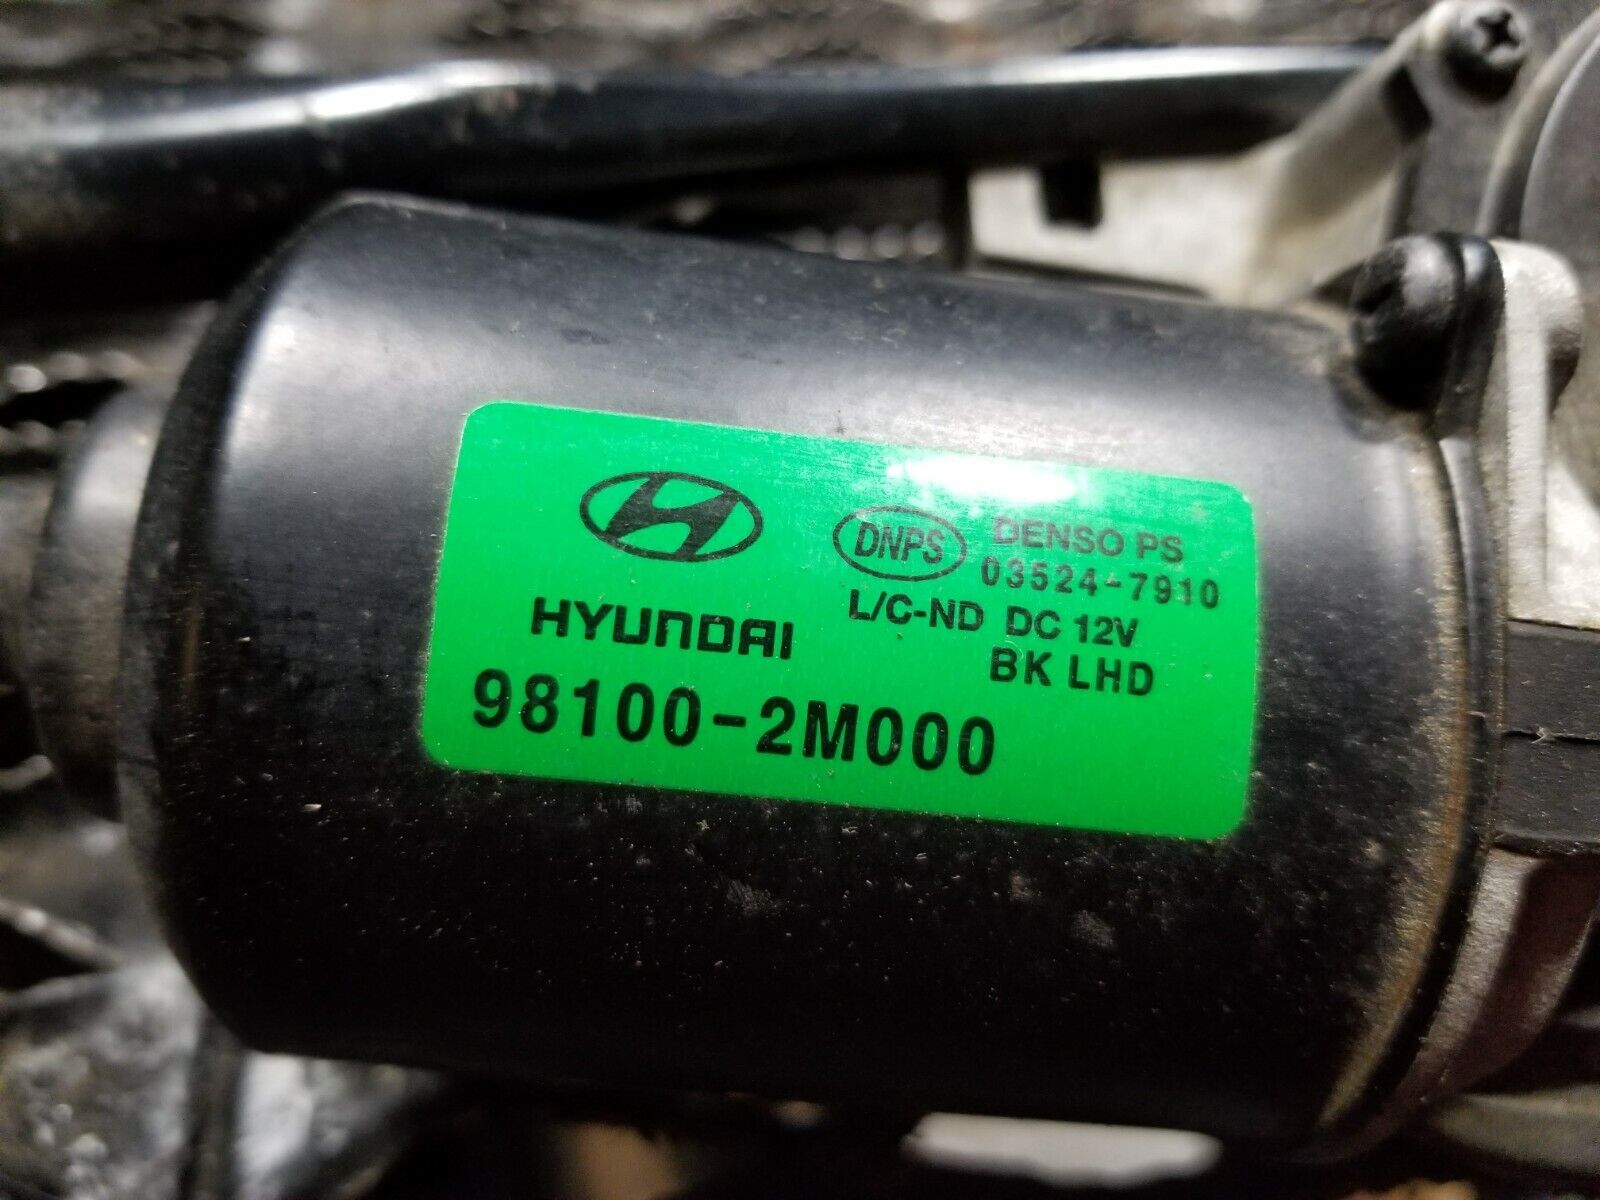 HYUNDAI
98100-2M000
DNPS DENSO PS
03524-7910
L/C-ND DC 12V
BK LHD